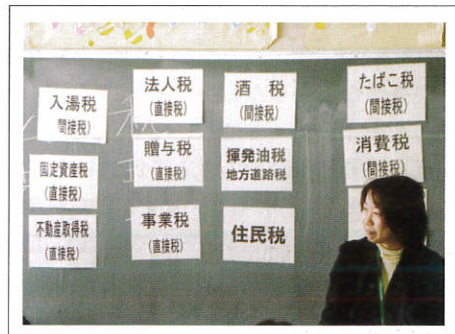 入湯税
間接税)
固定資産税
(直接税)
不動産取得税
(直接税)
法人税
(直接税)
贈与税
(直接税)
事業税
(直接税)
酒 税
(間接税)
揮発油税
地方道路税
住民税
たばこ税
(間接税)
消費税
(間接税)